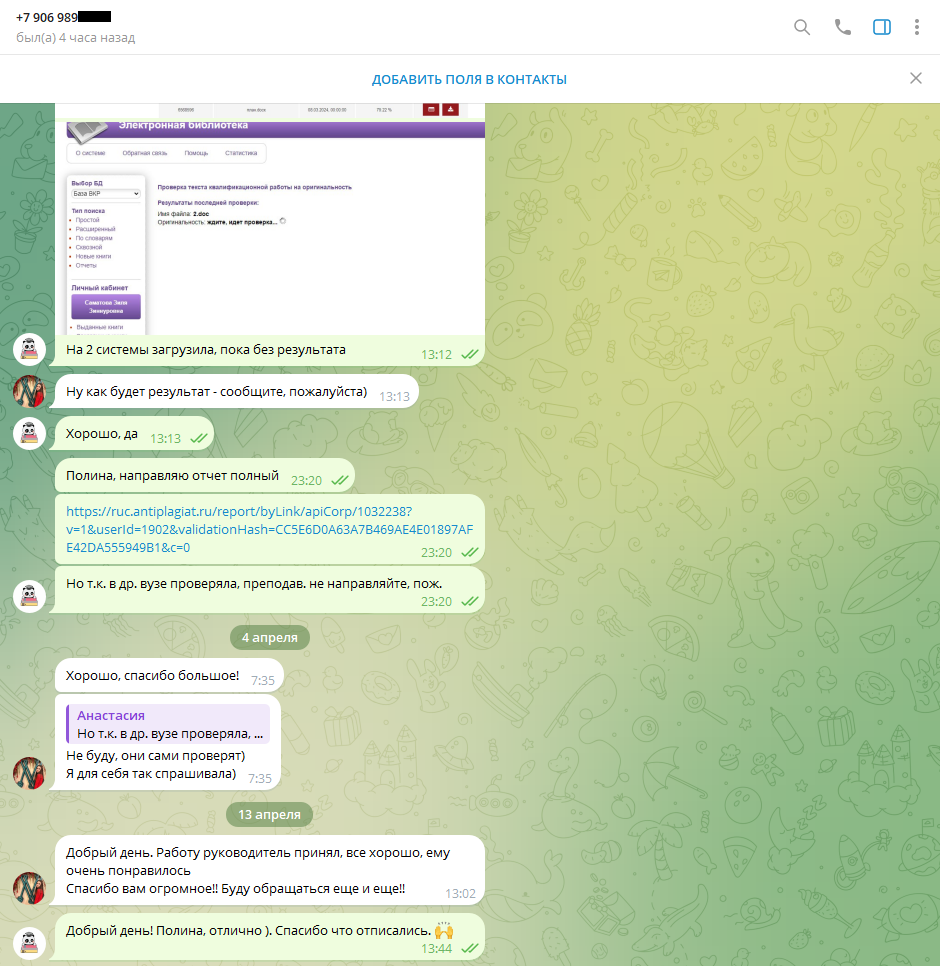 +7 906 989
был(а) 4 часа назад
ДОБАВИТЬ ПОЛЯ В КОНТАКТЫ
max.docx
Электронная библиотека
О системе Обратная связь Помощь Статистика
Выбор БД
База ВКР
Тип поиска
Простой
Расширенный
По словарям
Сквозной
Новые книги
Отчеты
Личный кабинет
Выданные книги
Проверка текста квалификационной работы на оригинальность
Результаты последней проверки:
Имя файла: 2.doc
Оригинальность: ждите, идет проверка...
На 2 системы загрузила, пока без результата
13:12
Ну как будет результат - сообщите, пожалуйста)
13:13
Хорошо, да
13:13
Полина, направляю отчет полный
23:20
https://ruc.antiplagiat.ru/report/byLink/apiCorp/1032238?
v=1&userId=1902&validationHash=CC5E6D0A63A7B469AE4E01897AF
E42DA555949B1&c=0
23:20
Но т.к. в др. вузе проверяла, преподав. не направляйте, пож.
23:20
4 апреля
Хорошо, спасибо большое!
7:35
Анастасия
Но т.к. в др. вузе проверяла, ...
Не буду, они сами проверят)
Я для себя так спрашивала)
7:35
13 апреля
Добрый день. Работу руководитель принял, все хорошо, ему
очень понравилось
Спасибо вам огромное!! Буду обращаться еще и еще!!
13:02
Добрый день! Полина, отлично ). Спасибо что отписались. 🙌
13:44